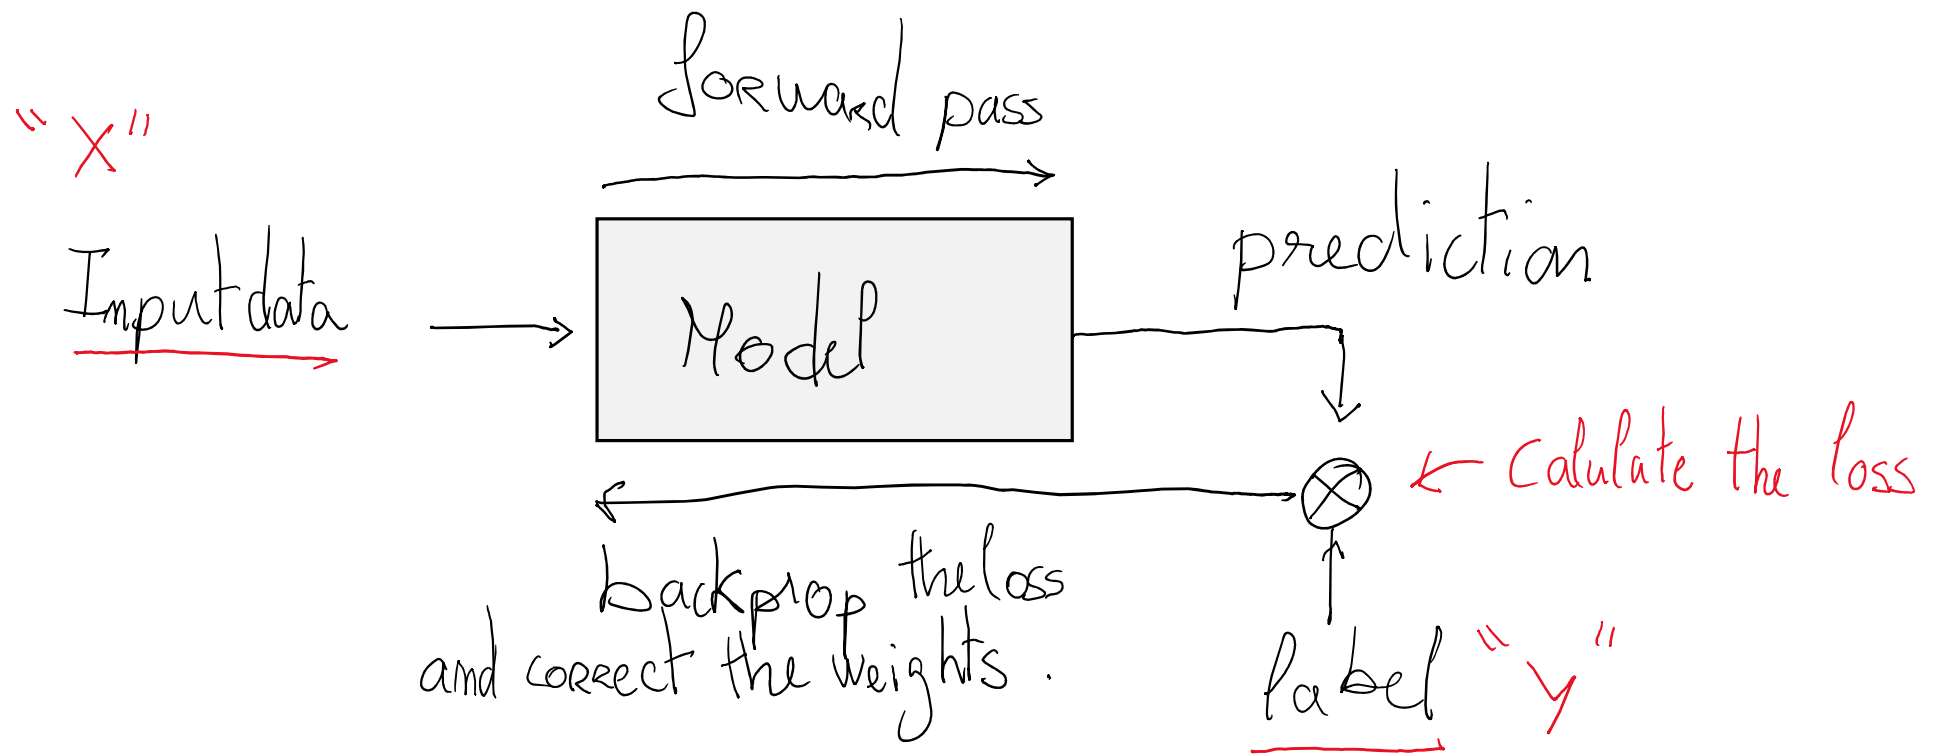 forward pass
"X"
Input data
Model
prediction
Calulate the loss
backprop the loss
and correct the weights.
label "y"